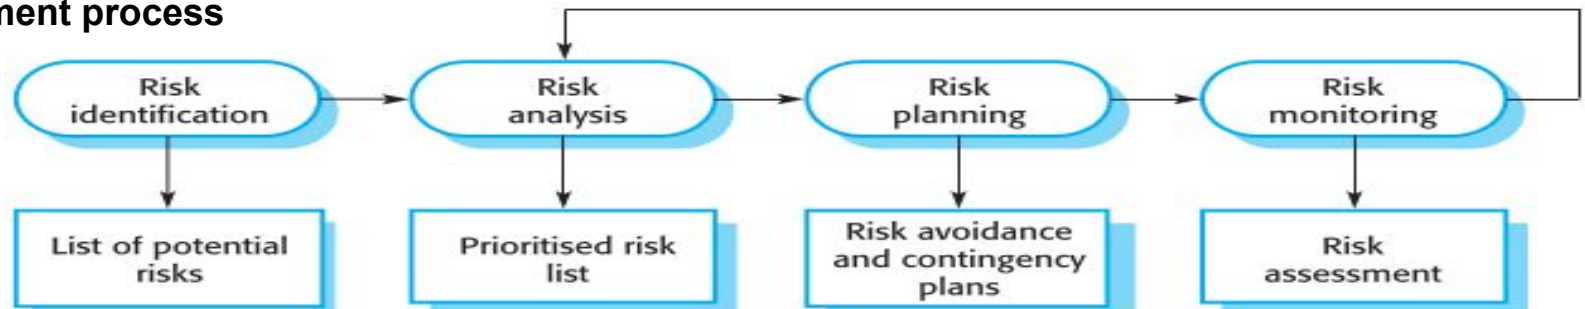 ment process
Risk
identification
Risk
analysis
Risk
planning
Risk
monitoring
List of potential
risks
Prioritised risk
list
Risk avoidance
and contingency
plans
Risk
assessment